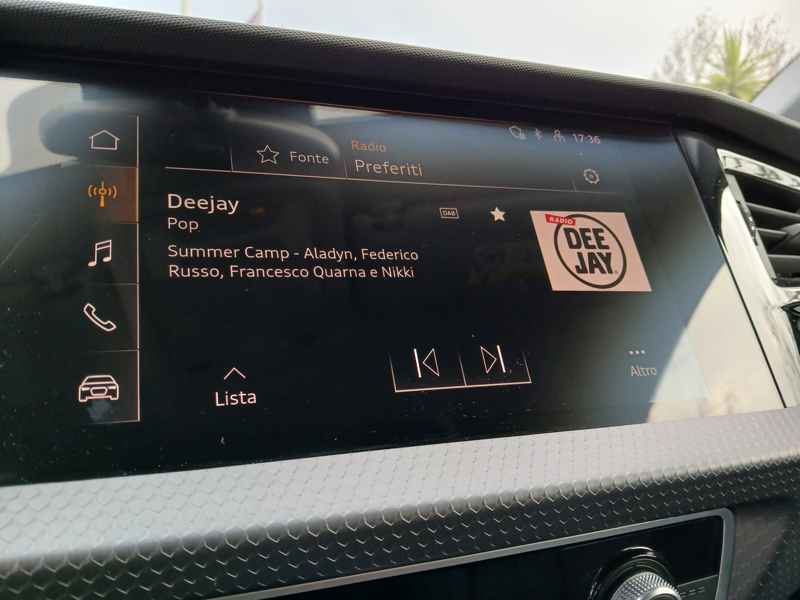 17:36
Fonte
Radio
Preferiti
Deejay
DAB
Pop
Summer Camp - Aladyn, Federico
Russo, Francesco Quarna e Nikki
RADIO
DEE
JAY.
Lista
Altro